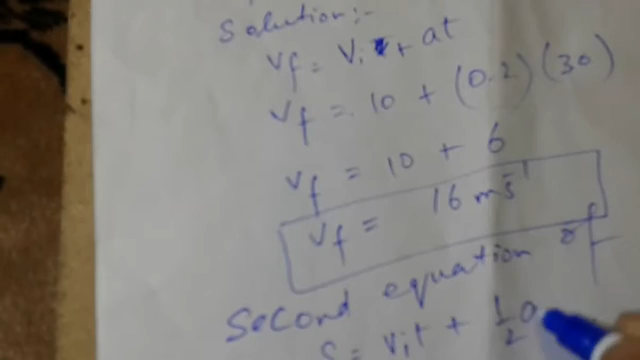 Solution:-
Vf = Vi + at
Vf = 10 + (0.2)(30)
Vf = 10 + 6
Vf = 16 ms⁻¹
Second equation of
S = Vit + 1/2 a